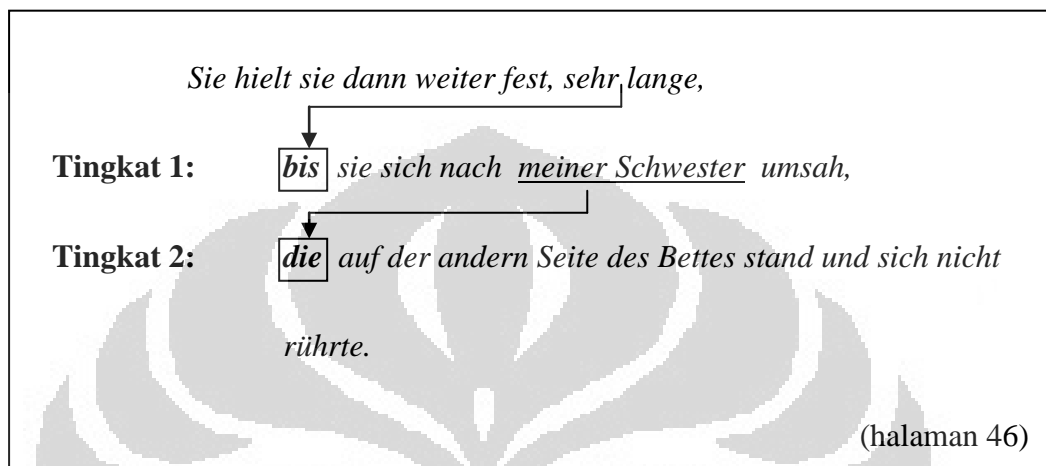 Sie hielt sie dann weiter fest, sehr lange,
Tingkat 1: bis sie sich nach meiner Schwester umsah,
Tingkat 2: die auf der andern Seite des Bettes stand und sich nicht
rührte.
(halaman 46)